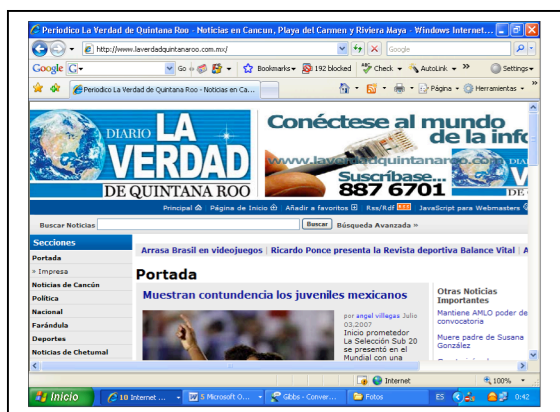 Periodico La Verdad de Quintana Roo - Noticias en Cancun, Playa del Carmen y Riviera Maya - Windows Internet...
http://www.laverdadquintanaroo.com.mx/
Google
Google G
Go
Bookmarks
192 blocked
Check
AutoLink
»
Settings
Periodico La Verdad de Quintana Roo - Noticias en Ca...
Página
Herramientas
»
DIARIO LA
VERDAD
DE QUINTANA ROO
Conéctese al mundo
de la info
www.laverdadquintanaroo.com
Suscríbase...
887 6701
DIA
V
DE
Principal
Página de Inicio
Añadir a favoritos
Rss/Rdf
JavaScript para Webmasters
Buscar Noticias
Buscar
Búsqueda Avanzada »
Secciones
Portada
» Impresa
Noticias de Cancún
Política
Nacional
Farándula
Deportes
Noticias de Chetumal
Arrasa Brasil en videojuegos | Ricardo Ponce presenta la Revista deportiva Balance Vital | A
Portada
Muestran contundencia los juveniles mexicanos
por angel villegas Julio
03,2007
Inicio prometedor
La Selección Sub 20
se presentó en el
Mundial con una
Otras Noticias
Importantes
Mantiene AMLO poder de
convocatoria
Muere padre de Susana
González
Internet
100%
Inicio
10 Internet ...
5 Microsoft O...
Gibbs - Conver...
Fotos
ES
0:42